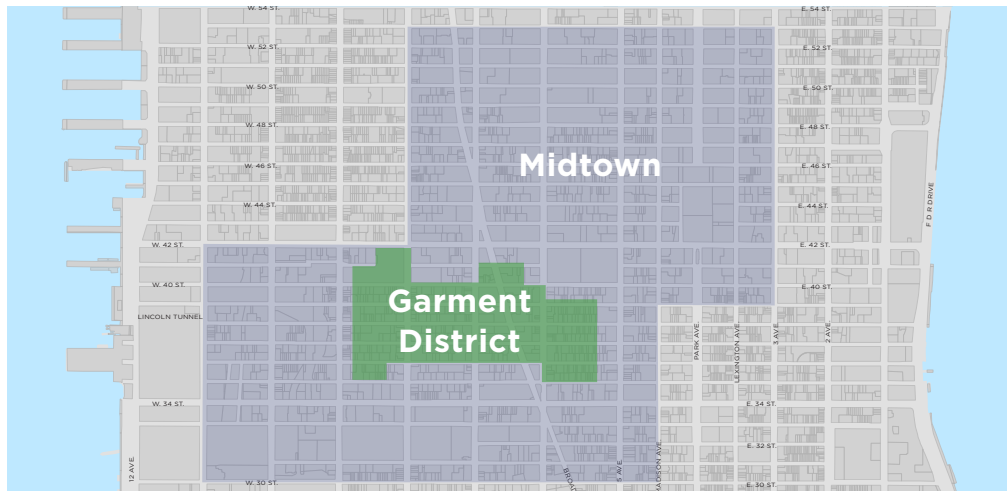 W. 54 ST.
E. 54 ST.
W. 52 ST.
E. 52 ST.
W. 50 ST.
E. 50 ST.
W. 48 ST.
E. 48 ST.
Midtown
W. 46 ST.
E. 46 ST.
W. 44 ST.
E. 44 ST.
F D R DRIVE
W. 42 ST.
E. 42 ST.
W. 40 ST.
E. 40 ST.
Garment
District
LINCOLN TUNNEL
PARK AVE.
LEXINGTON AVE.
3 AVE.
2 AVE.
W. 34 ST.
E. 34 ST.
E. 32 ST.
12 AVE.
W. 30 ST.
5 AVE.
MADISON AVE.
E. 30 ST.